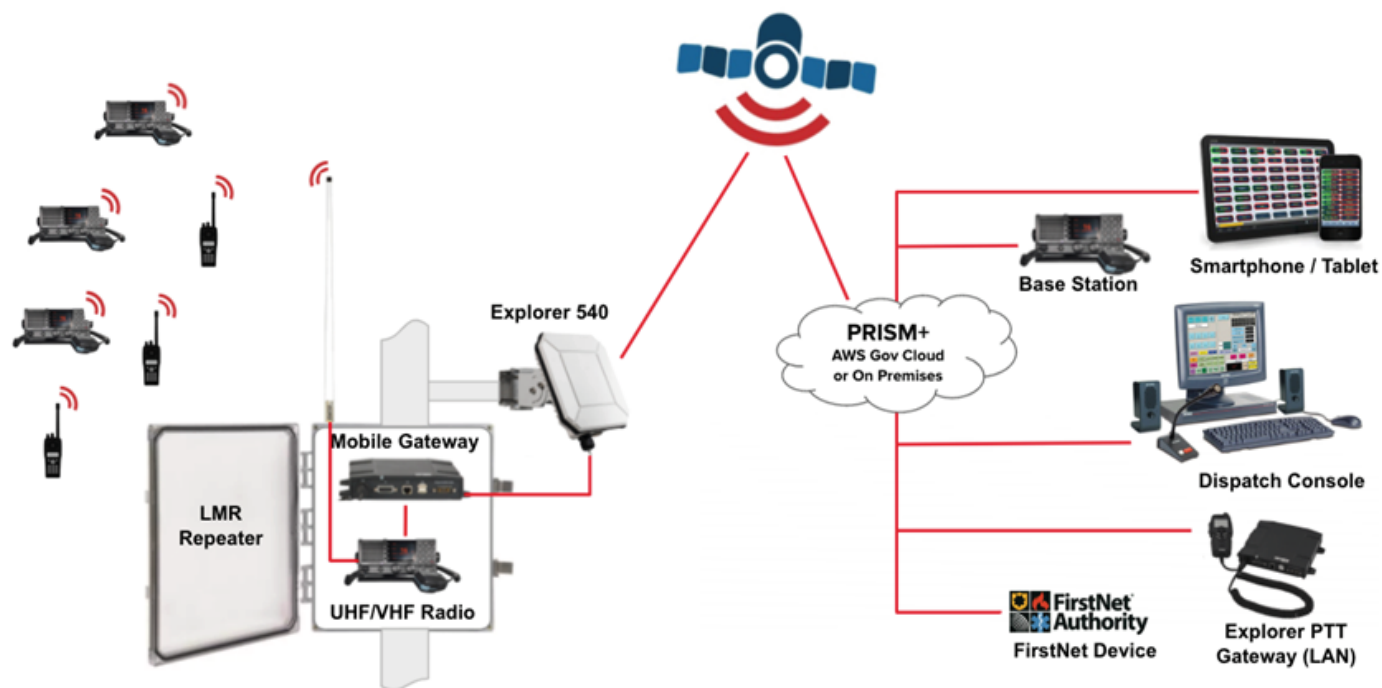 Explorer 540
Mobile Gateway
LMR
Repeater
UHF/VHF Radio
PRISM+
AWS Gov Cloud
or On Premises
Smartphone / Tablet
Base Station
Dispatch Console
FirstNet
Authority
FirstNet Device
Explorer PTT
Gateway (LAN)